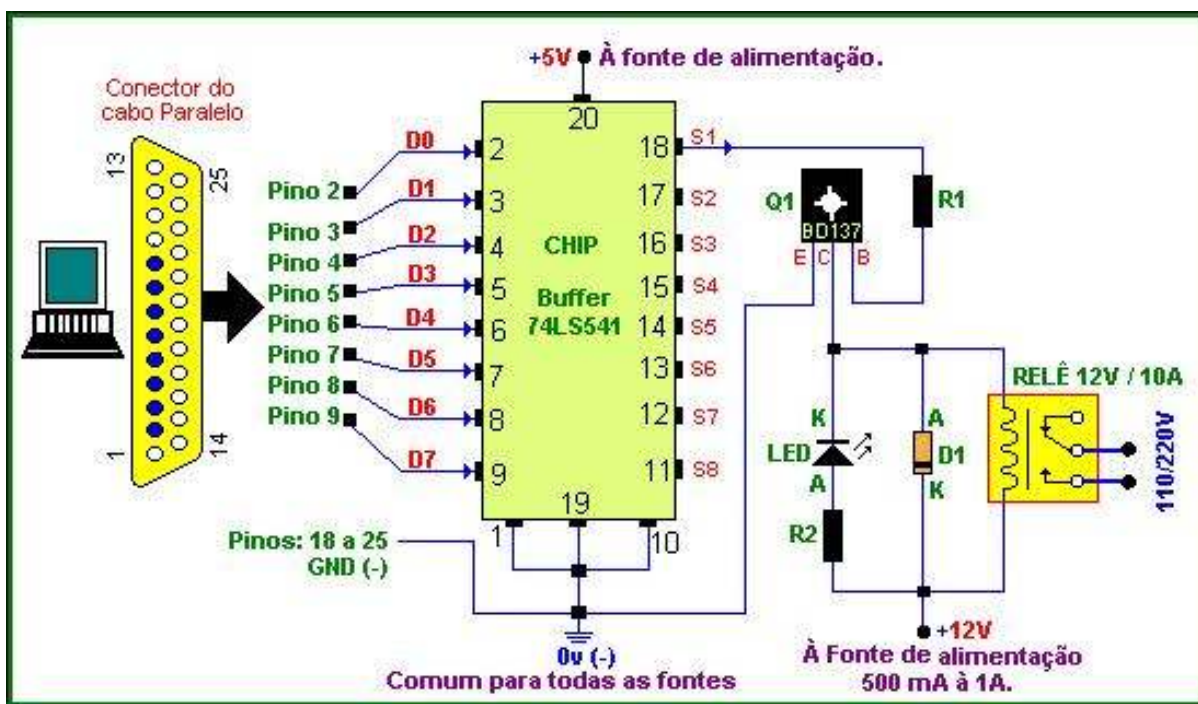 +5V À fonte de alimentação.
Conector do
cabo Paralelo
13
25
1
14
Pino 2
Pino 3
Pino 4
Pino 5
Pino 6
Pino 7
Pino 8
Pino 9
D0
D1
D2
D3
D4
D5
D6
D7
20
2
3
4
5
6
7
8
9
CHIP
Buffer
74LS541
18
17
16
15
14
13
12
11
19
1
10
S1
S2
S3
S4
S5
S6
S7
S8
Q1
BD137
E C B
R1
K
LED
A
R2
A
D1
K
RELÊ 12V / 10A
110/220V
Pinos: 18 a 25
GND (-)
0v (-)
Comum para todas as fontes
+12V
À Fonte de alimentação
500 mA à 1A.